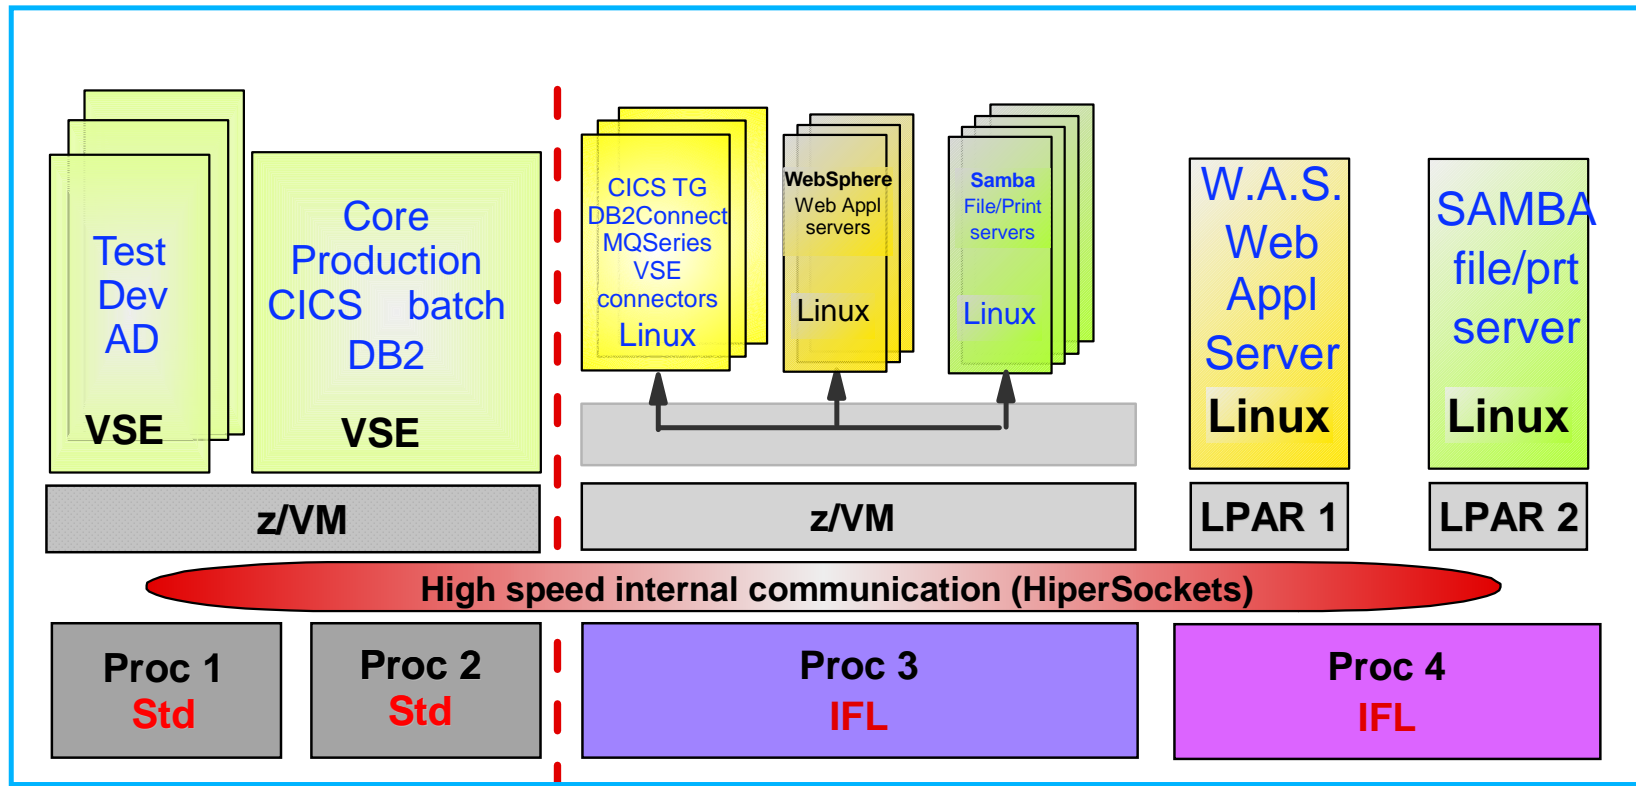 Test
Dev
AD
VSE
Core
Production
CICS batch
DB2
VSE
CICS TG
DB2Connect
MQSeries
VSE
connectors
Linux
WebSphere
Web Appl
servers
Linux
Samba
File/Print
servers
Linux
W.A.S.
Web
Appl
Server
Linux
SAMBA
file/prt
server
Linux
z/VM
z/VM
LPAR 1
LPAR 2
High speed internal communication (HiperSockets)
Proc 1
Std
Proc 2
Std
Proc 3
IFL
Proc 4
IFL